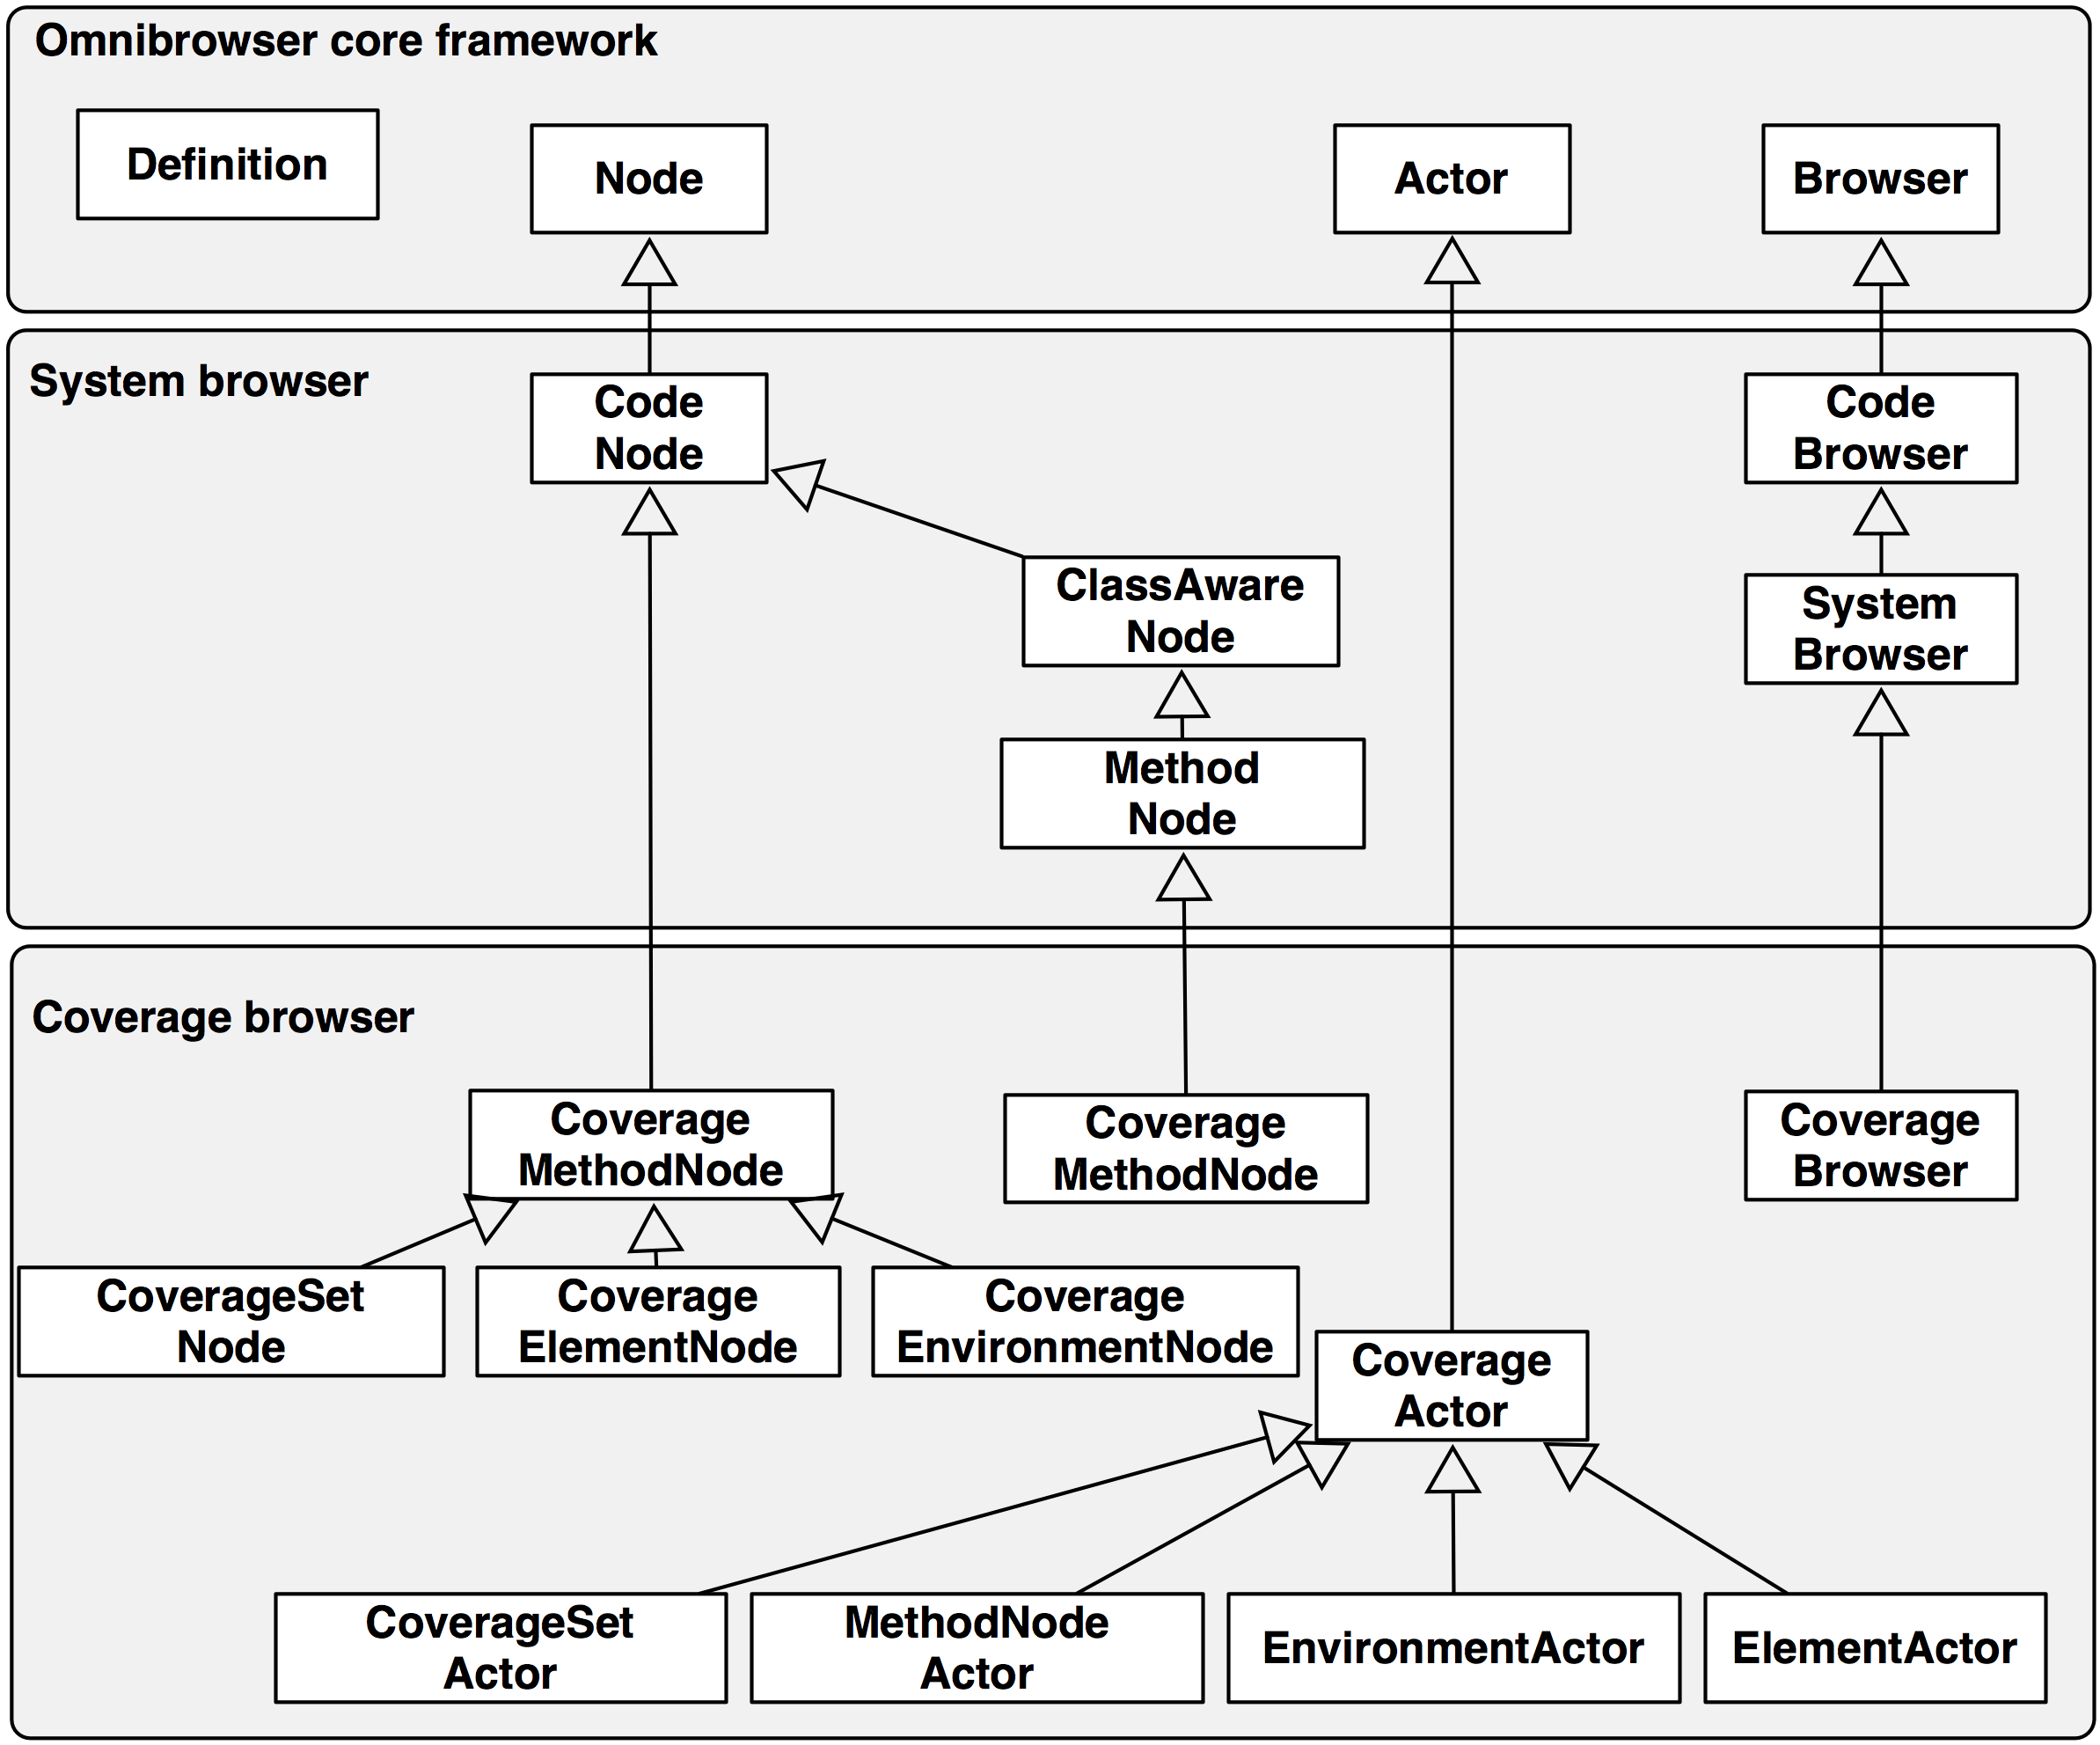 Omnibrowser core framework
Definition
Node
Actor
Browser
System browser
Code
Node
Code
Browser
ClassAware
Node
System
Browser
Method
Node
Coverage browser
Coverage
MethodNode
Coverage
MethodNode
Coverage
Browser
CoverageSet
Node
Coverage
ElementNode
Coverage
EnvironmentNode
Coverage
Actor
CoverageSet
Actor
MethodNode
Actor
EnvironmentActor
ElementActor